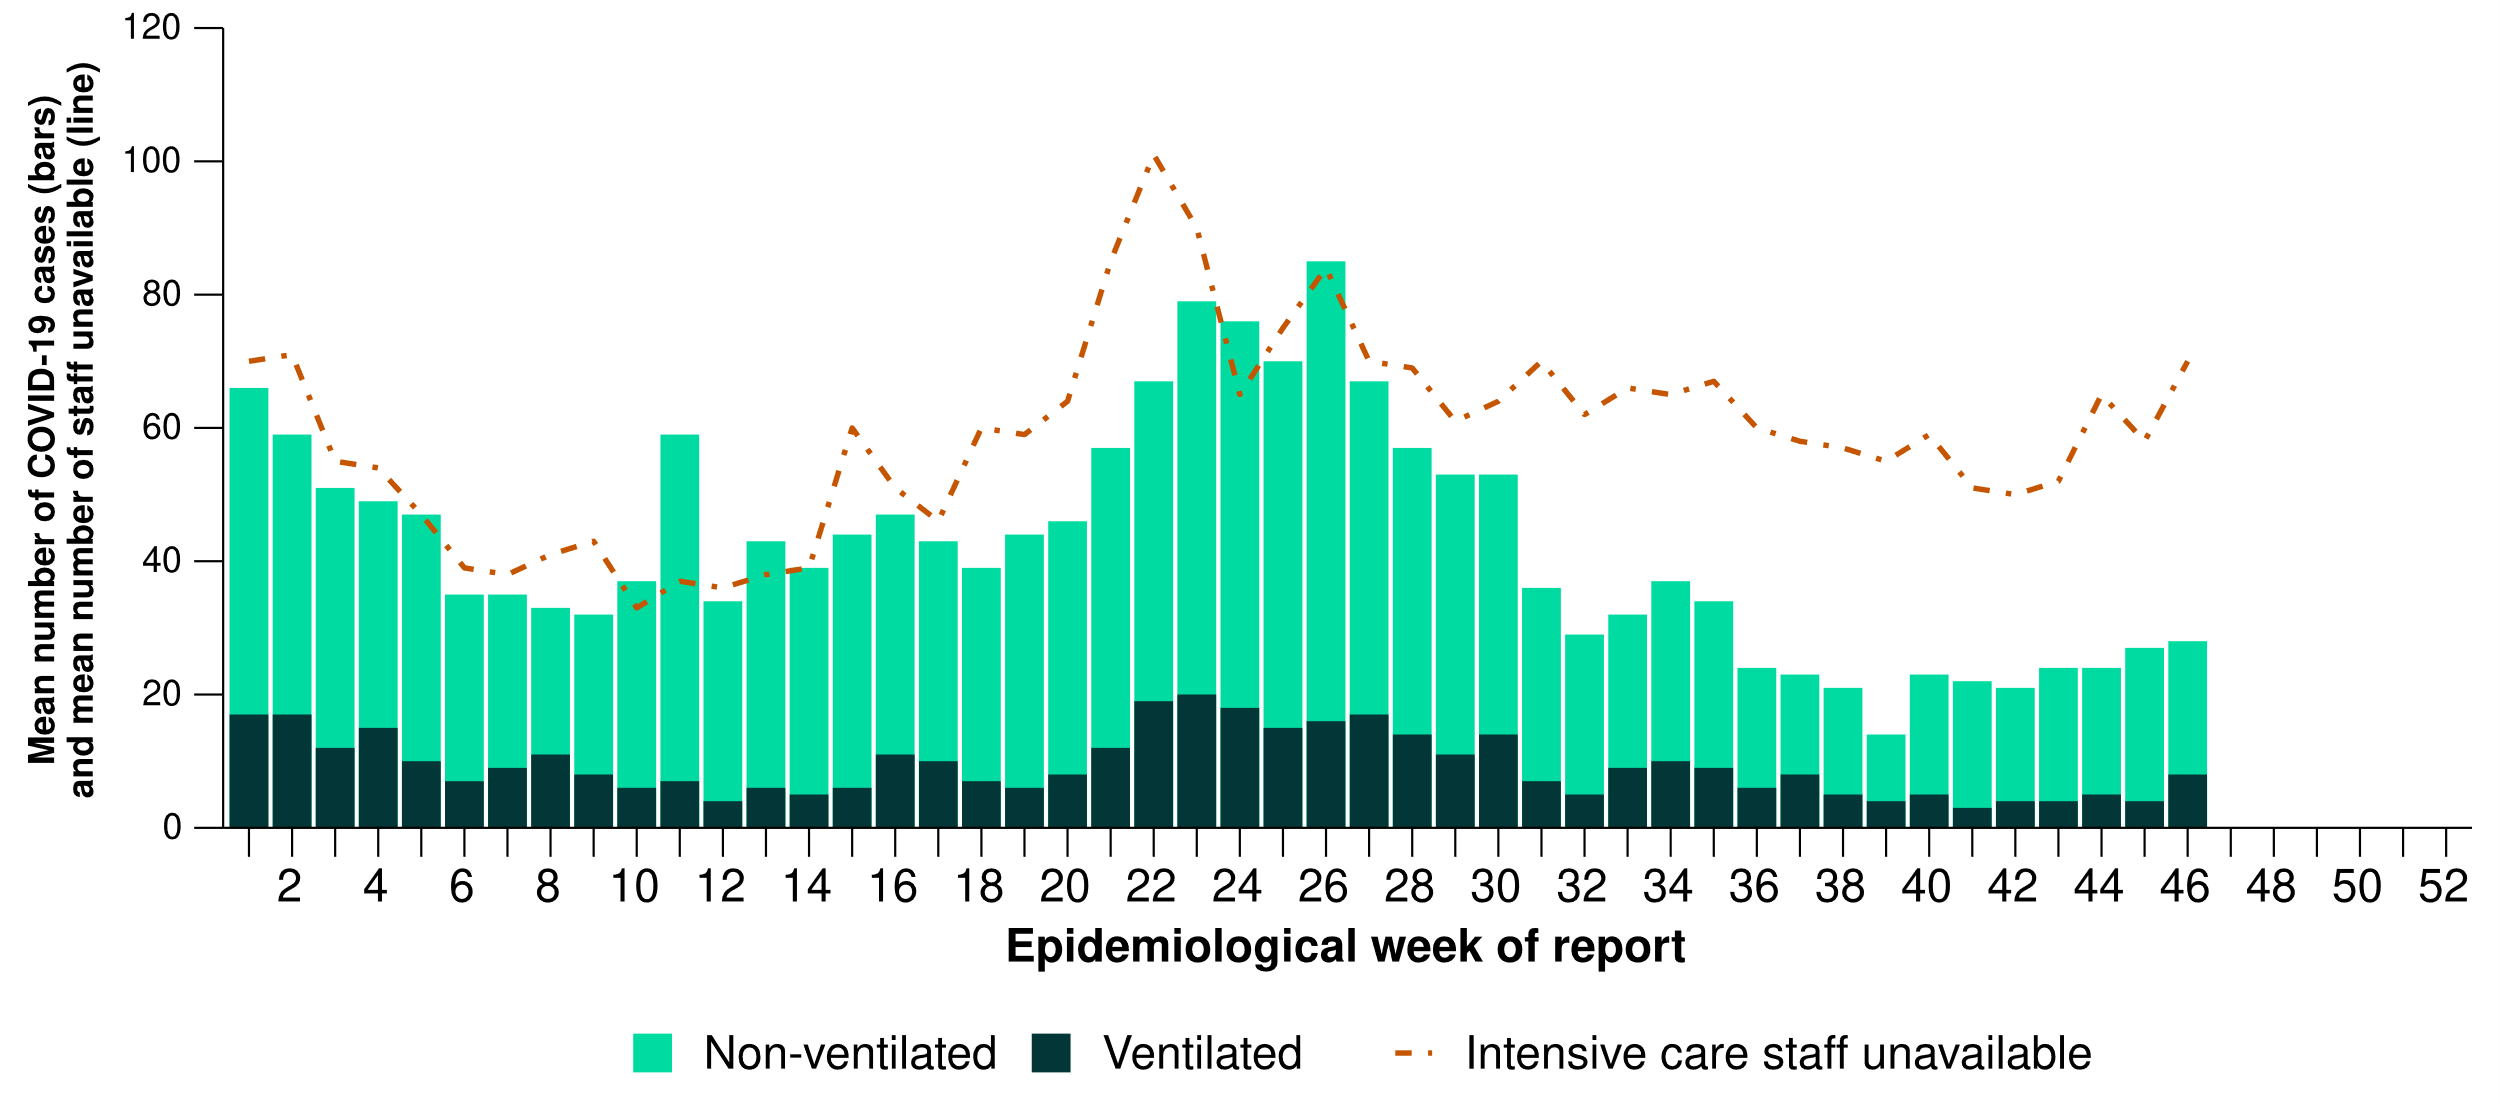 Mean number of COVID-19 cases (bars)
and mean number of staff unavailable (line)
120
100
80
60
40
20
0
2 4 6 8 10 12 14 16 18 20 22 24 26 28 30 32 34 36 38 40 42 44 46 48 50 52
Epidemiological week of report
Non-ventilated Ventilated Intensive care staff unavailable